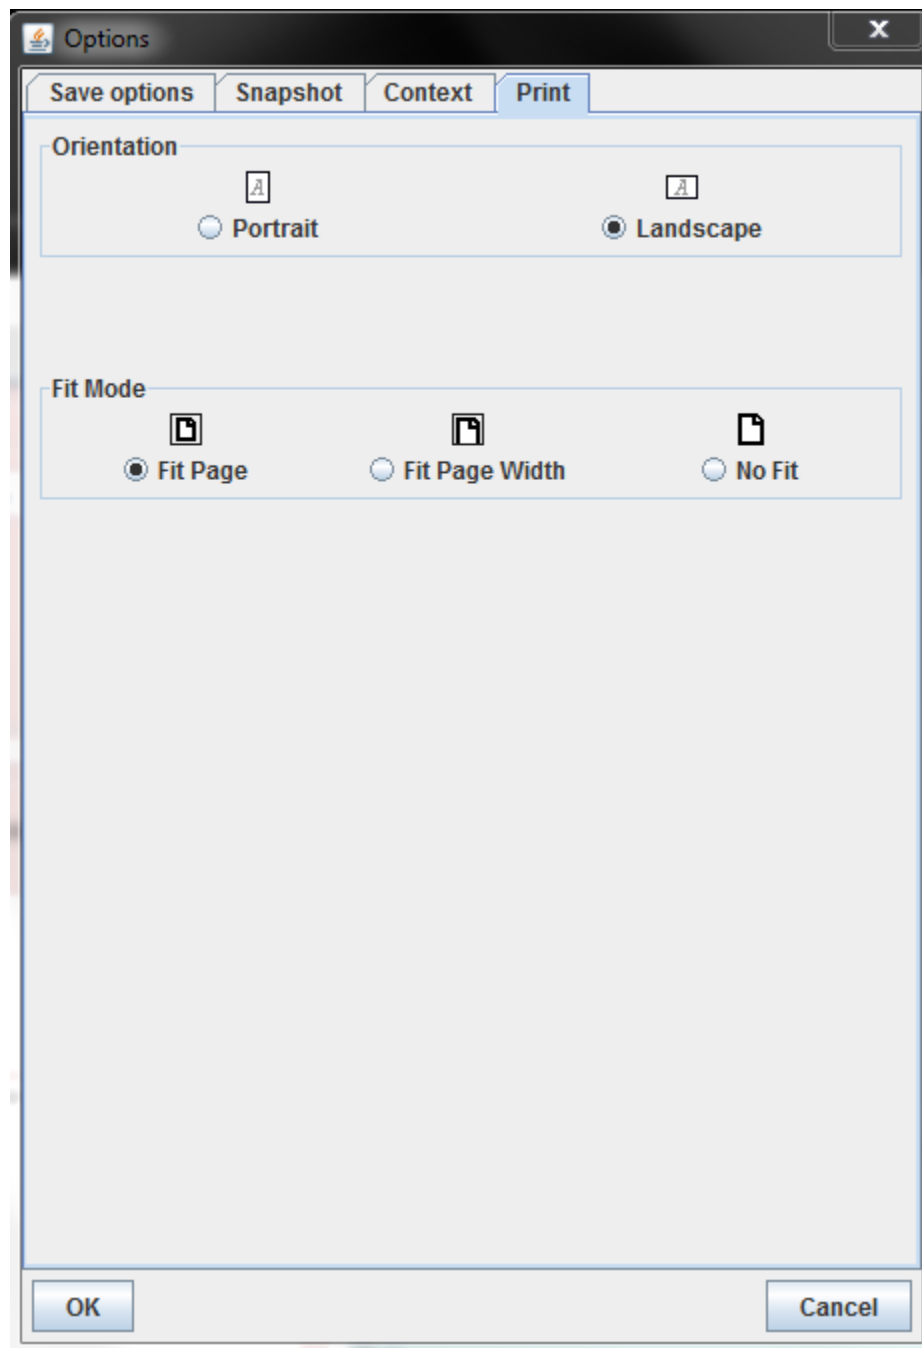 Options
X
Save options Snapshot Context Print
Orientation
A A
Portrait Landscape
Fit Mode
Fit Page Fit Page Width No Fit
OK Cancel